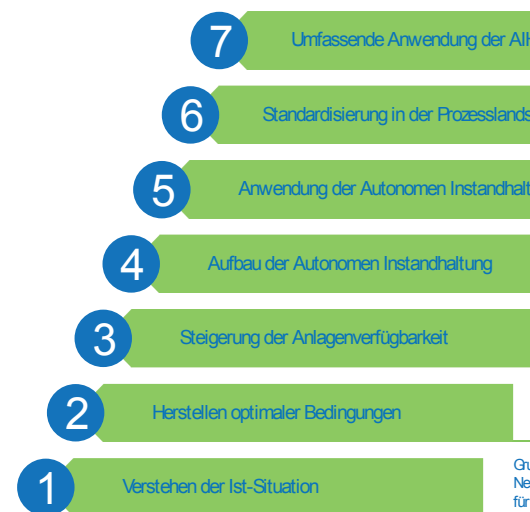 7 Umfassende Anwendung der
6 Standardisierung in der
5 Anwendung der Autonomen
4 Aufbau der Autonomen Instandhaltung
3 Steigerung der Anlagenverfügbarkeit
2 Herstellen optimaler Bedingungen
1 Verstehen der Ist-Situation
für